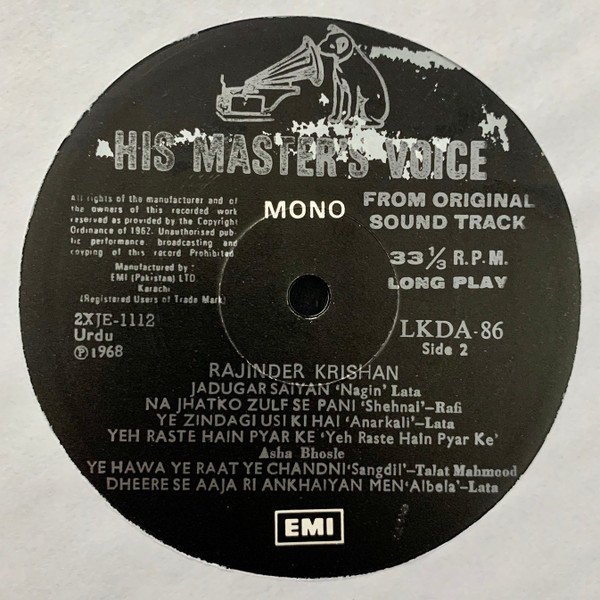 HIS MASTER'S VOICE
All rights of the manufacturer and of
the owners of this recorded work
reserved as provided by the Copyright
Ordinance of 1962. Unauthorised pub-
lic performance, broadcasting and
copying of this record Prohibited
Manufactured by :
EMI (Pakistan) LTD.
Karachi
(Registered Users of Trade Mark)
MONO
FROM ORIGINAL
SOUND TRACK
33 1/3 R.P.M.
LONG PLAY
2XJE-1112
Urdu
Ⓟ1968
LKDA-86
Side 2
RAJINDER KRISHAN
JADUGAR SAIYAN 'Nagin' Lata
NA JHATKO ZULF SE PANI 'Shehnai'–Rafi
YE ZINDAGI USI KI HAI 'Anarkali'–Lata
YEH RASTE HAIN PYAR KE 'Yeh Raste Hain Pyar Ke'
Asha Bhosle
YE HAWA YE RAAT YE CHANDNI 'Sangdil'–Talat Mahmood
DHEERE SE AAJA RI ANKHAIYAN MEN 'Albela'–Lata
EMI